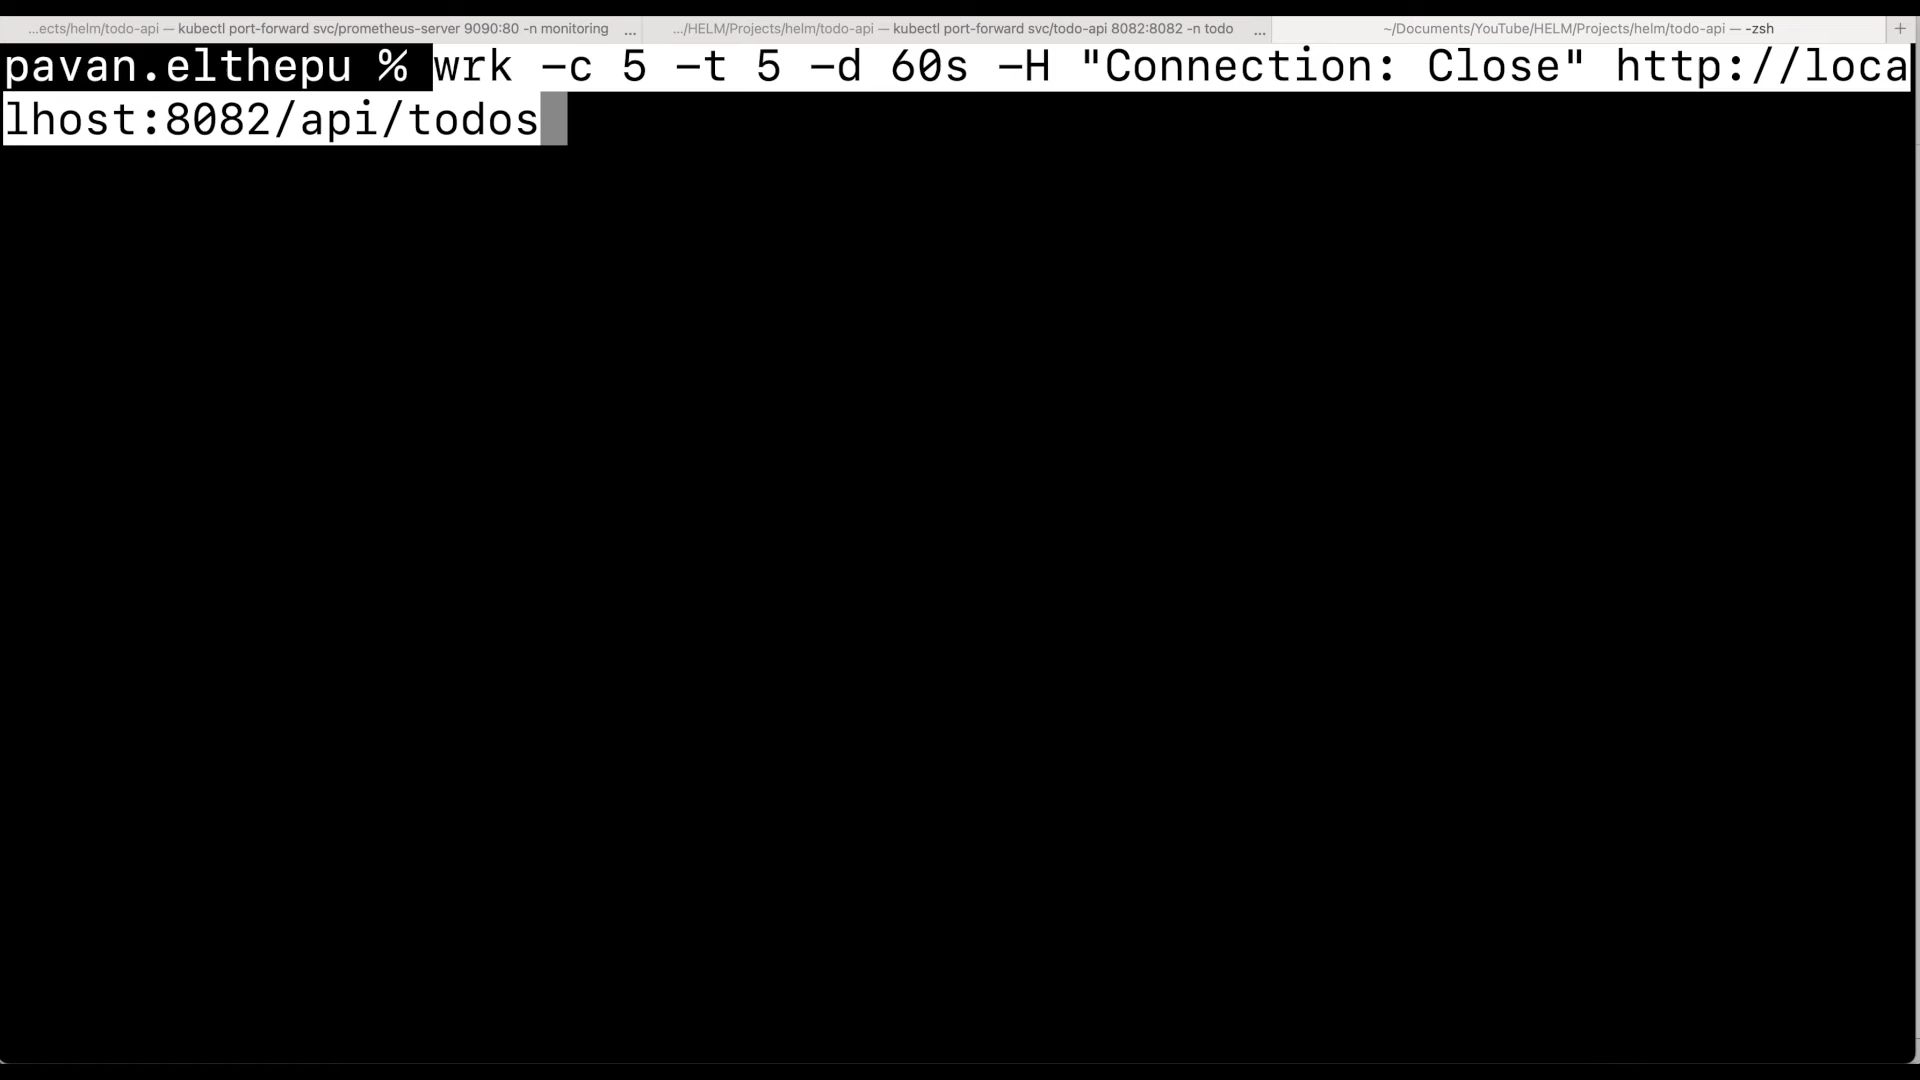 ...ects/helm/todo-api — kubectl port-forward svc/prometheus-server 9090:80 -n monitoring ... .../HELM/Projects/helm/todo-api — kubectl port-forward svc/todo-api 8082:8082 -n todo ... ~/Documents/YouTube/HELM/Projects/helm/todo-api — -zsh +
pavan.elthepu % wrk -c 5 -t 5 -d 60s -H "Connection: Close" http://loca
lhost:8082/api/todos